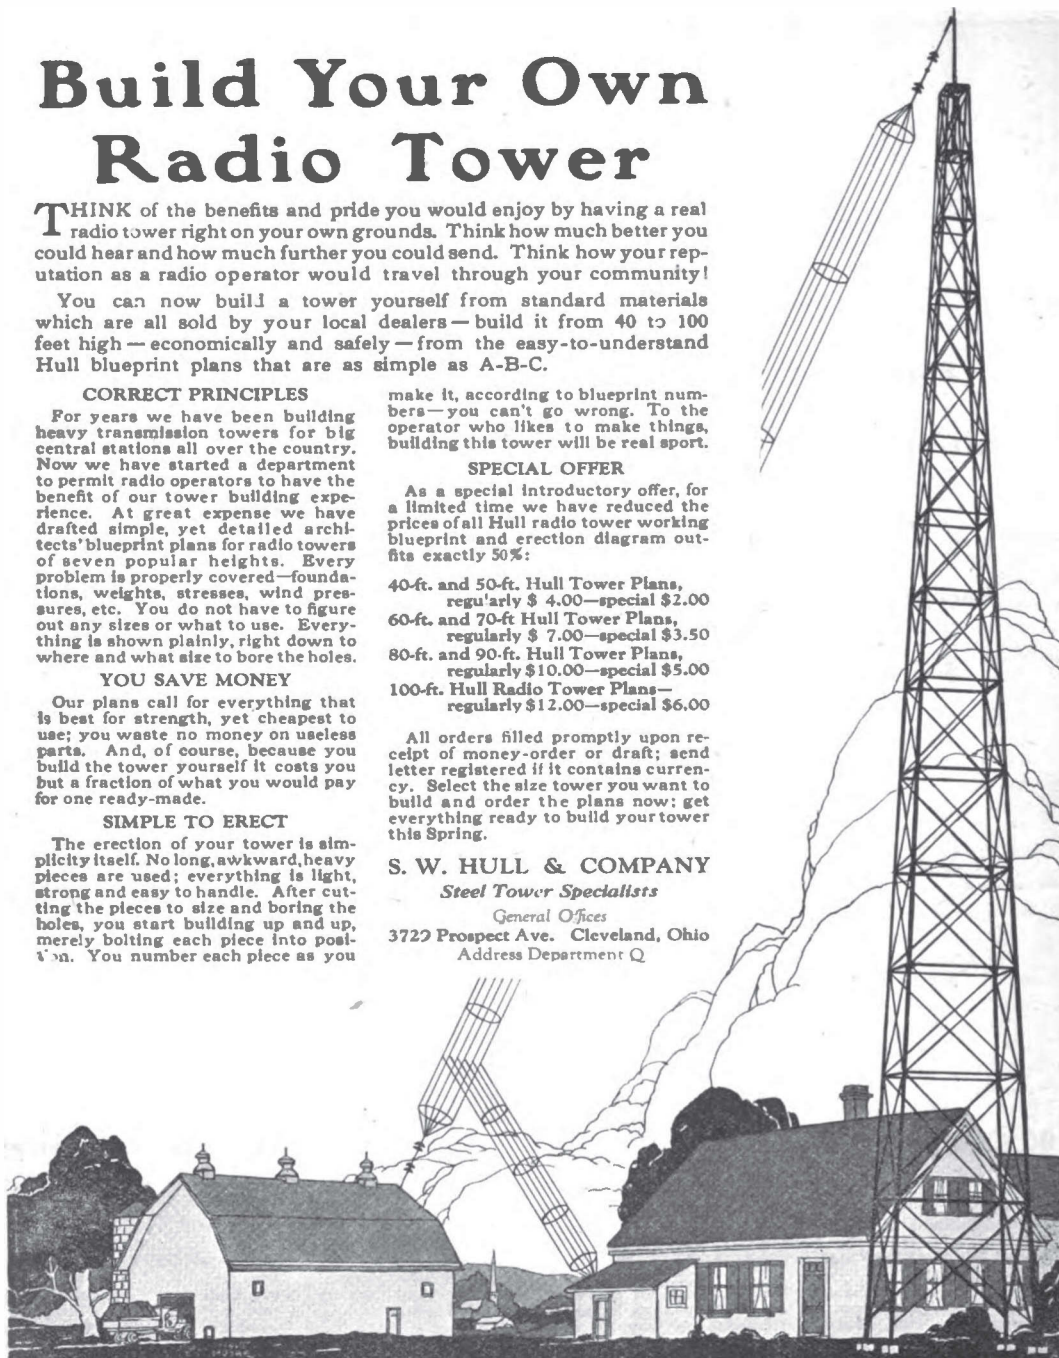 Build Your Own
Radio Tower
THINK of the benefits and pride you would enjoy by having a real
radio tower right on your own grounds. Think how much better you
could hear and how much further you could send. Think how your rep-
utation as a radio operator would travel through your community!
You can now build a tower yourself from standard materials
which are all sold by your local dealers—build it from 40 to 100
feet high—economically and safely—from the easy-to-understand
Hull blueprint plans that are as simple as A-B-C.
CORRECT PRINCIPLES
For years we have been building
heavy transmission towers for big
central stations all over the country.
Now we have started a department
to permit radio operators to have the
benefit of our tower building expe-
rience. At great expense we have
drafted simple, yet detailed archi-
tects' blueprint plans for radio towers
of seven popular heights. Every
problem is properly covered—founda-
tions, weights, stresses, wind pres-
sures, etc. You do not have to figure
out any sizes or what to use. Every-
thing is shown plainly, right down to
where and what size to bore the holes.
YOU SAVE MONEY
Our plans call for everything that
is best for strength, yet cheapest to
use; you waste no money on useless
parts. And, of course, because you
build the tower yourself it costs you
but a fraction of what you would pay
for one ready-made.
SIMPLE TO ERECT
The erection of your tower is sim-
plicity itself. No long, awkward, heavy
pieces are used; everything is light,
strong and easy to handle. After cut-
ting the pieces to size and boring the
holes, you start building up and up,
merely bolting each piece into posi-
tion. You number each piece as you
make it, according to blueprint num-
bers—you can't go wrong. To the
operator who likes to make things,
building this tower will be real sport.
SPECIAL OFFER
As a special introductory offer, for
a limited time we have reduced the
prices of all Hull radio tower working
blueprint and erection diagram out-
fits exactly 50%:
40-ft. and 50-ft. Hull Tower Plans,
regularly $ 4.00—special $2.00
60-ft. and 70-ft Hull Tower Plans,
regularly $ 7.00—special $3.50
80-ft. and 90-ft. Hull Tower Plans,
regularly $10.00—special $5.00
100-ft. Hull Radio Tower Plans—
regularly $12.00—special $6.00
All orders filled promptly upon re-
ceipt of money-order or draft; send
letter registered if it contains curren-
cy. Select the size tower you want to
build and order the plans now; get
everything ready to build your tower
this Spring.
S. W. HULL & COMPANY
Steel Tower Specialists
General Offices
3729 Prospect Ave. Cleveland, Ohio
Address Department Q